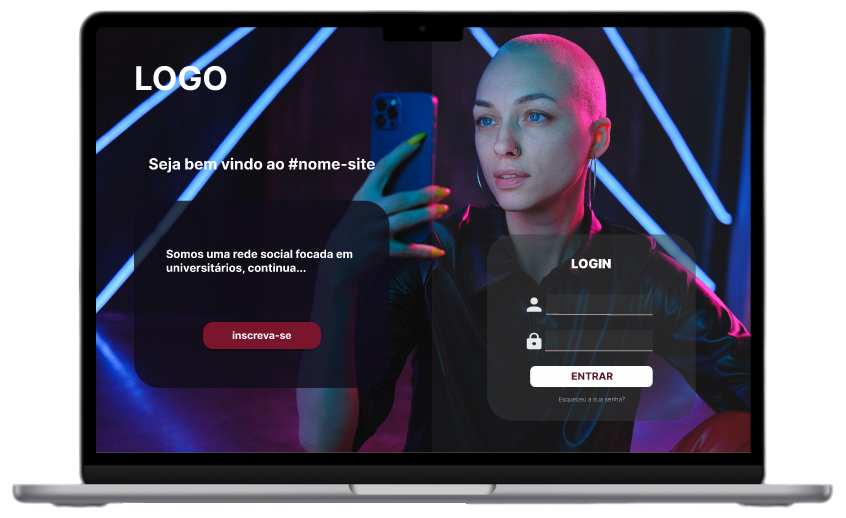 LOGO
Seja bem vindo ao #nome-site
Somos uma rede social focada em
universitários, continua...
inscreva-se
LOGIN
ENTRAR
Esqueceu a sua senha?